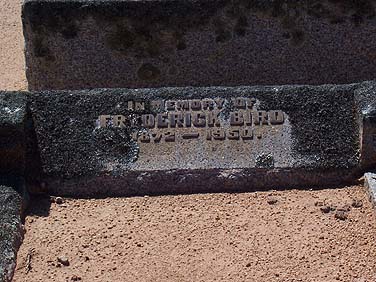 IN MEMORY OF
FREDERICK BIRD
1872 — 1950.